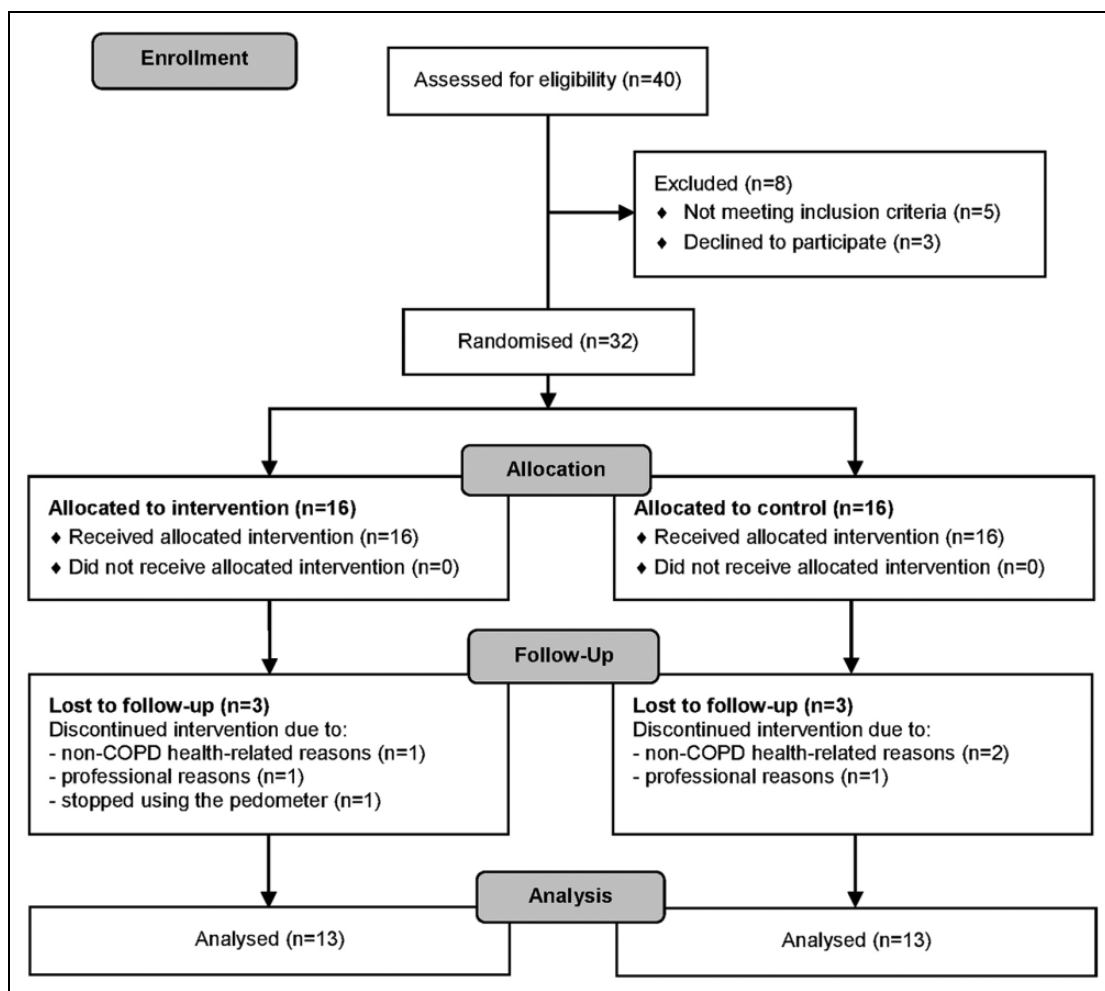 Enrollment
Assessed for eligibility (n=40)
Excluded (n=8)
♦ Not meeting inclusion criteria (n=5)
♦ Declined to participate (n=3)
Randomised (n=32)
Allocation
Allocated to intervention (n=16)
♦ Received allocated intervention (n=16)
♦ Did not receive allocated intervention (n=0)
Allocated to control (n=16)
♦ Received allocated intervention (n=16)
♦ Did not receive allocated intervention (n=0)
Follow-Up
Lost to follow-up (n=3)
Discontinued intervention due to:
- non-COPD health-related reasons (n=1)
- professional reasons (n=1)
- stopped using the pedometer (n=1)
Lost to follow-up (n=3)
Discontinued intervention due to:
- non-COPD health-related reasons (n=2)
- professional reasons (n=1)
Analysis
Analysed (n=13)
Analysed (n=13)